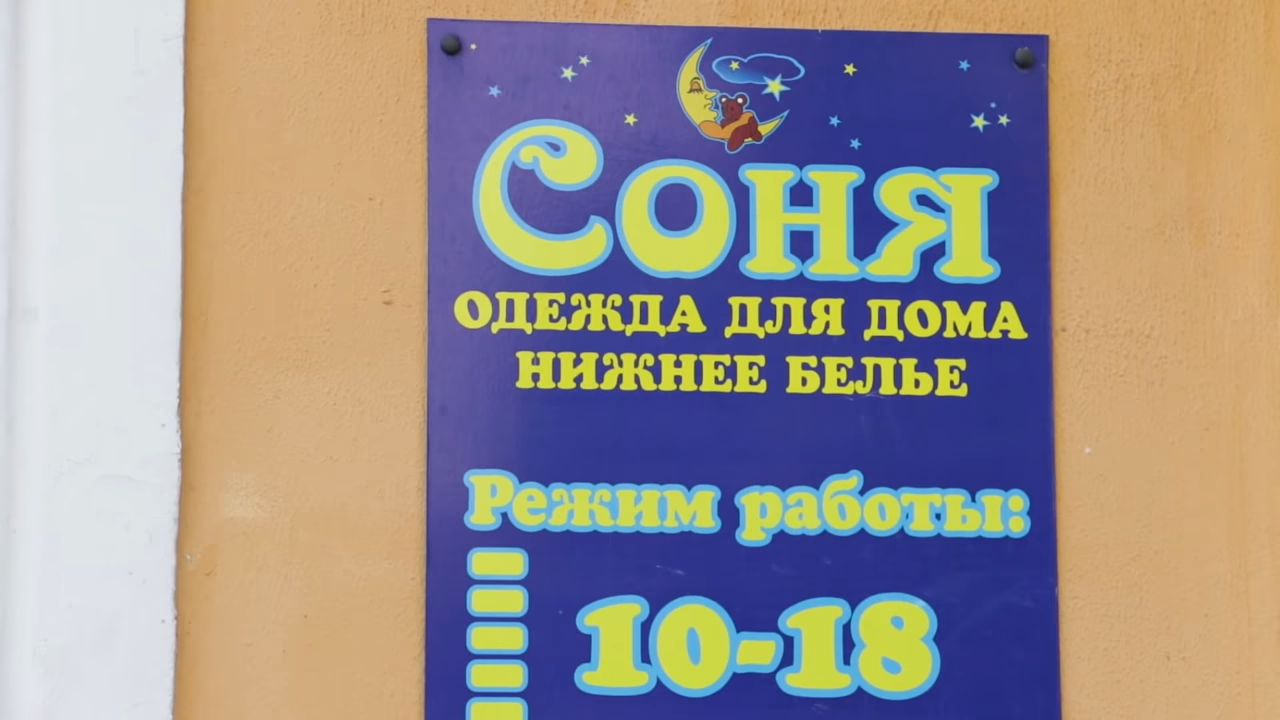 Соня
ОДЕЖДА ДЛЯ ДОМА
НИЖНЕЕ БЕЛЬЕ
Режим работы:
10-18